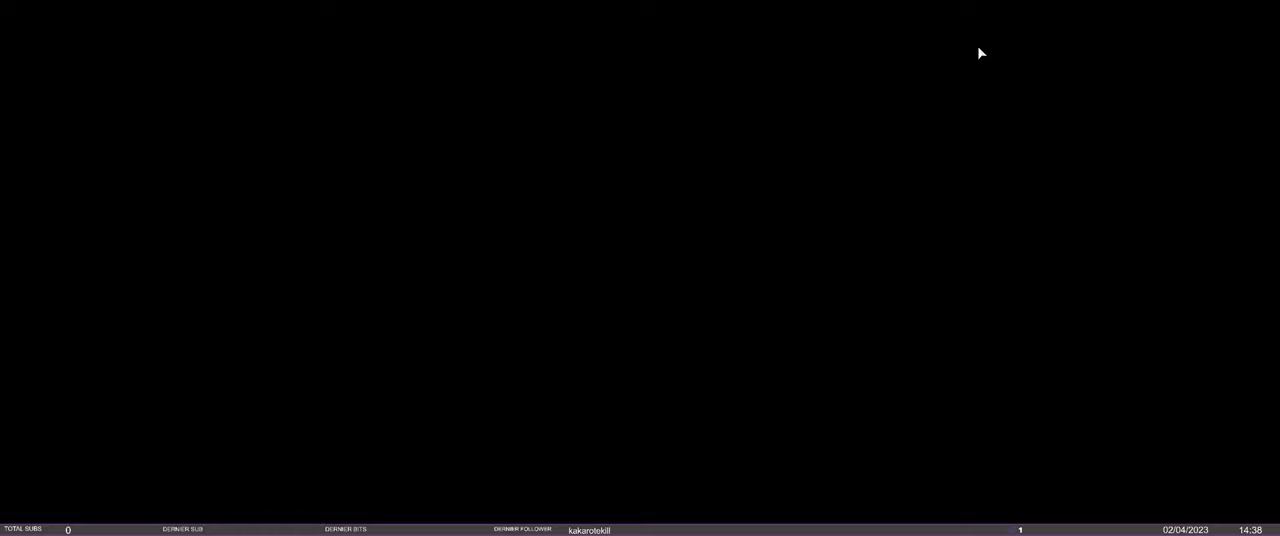 TOTAL SUBS 0 DERNIER SUB DERNIER BITS DERNIER FOLLOWER kakarotekill 1 02/04/2023 14:38